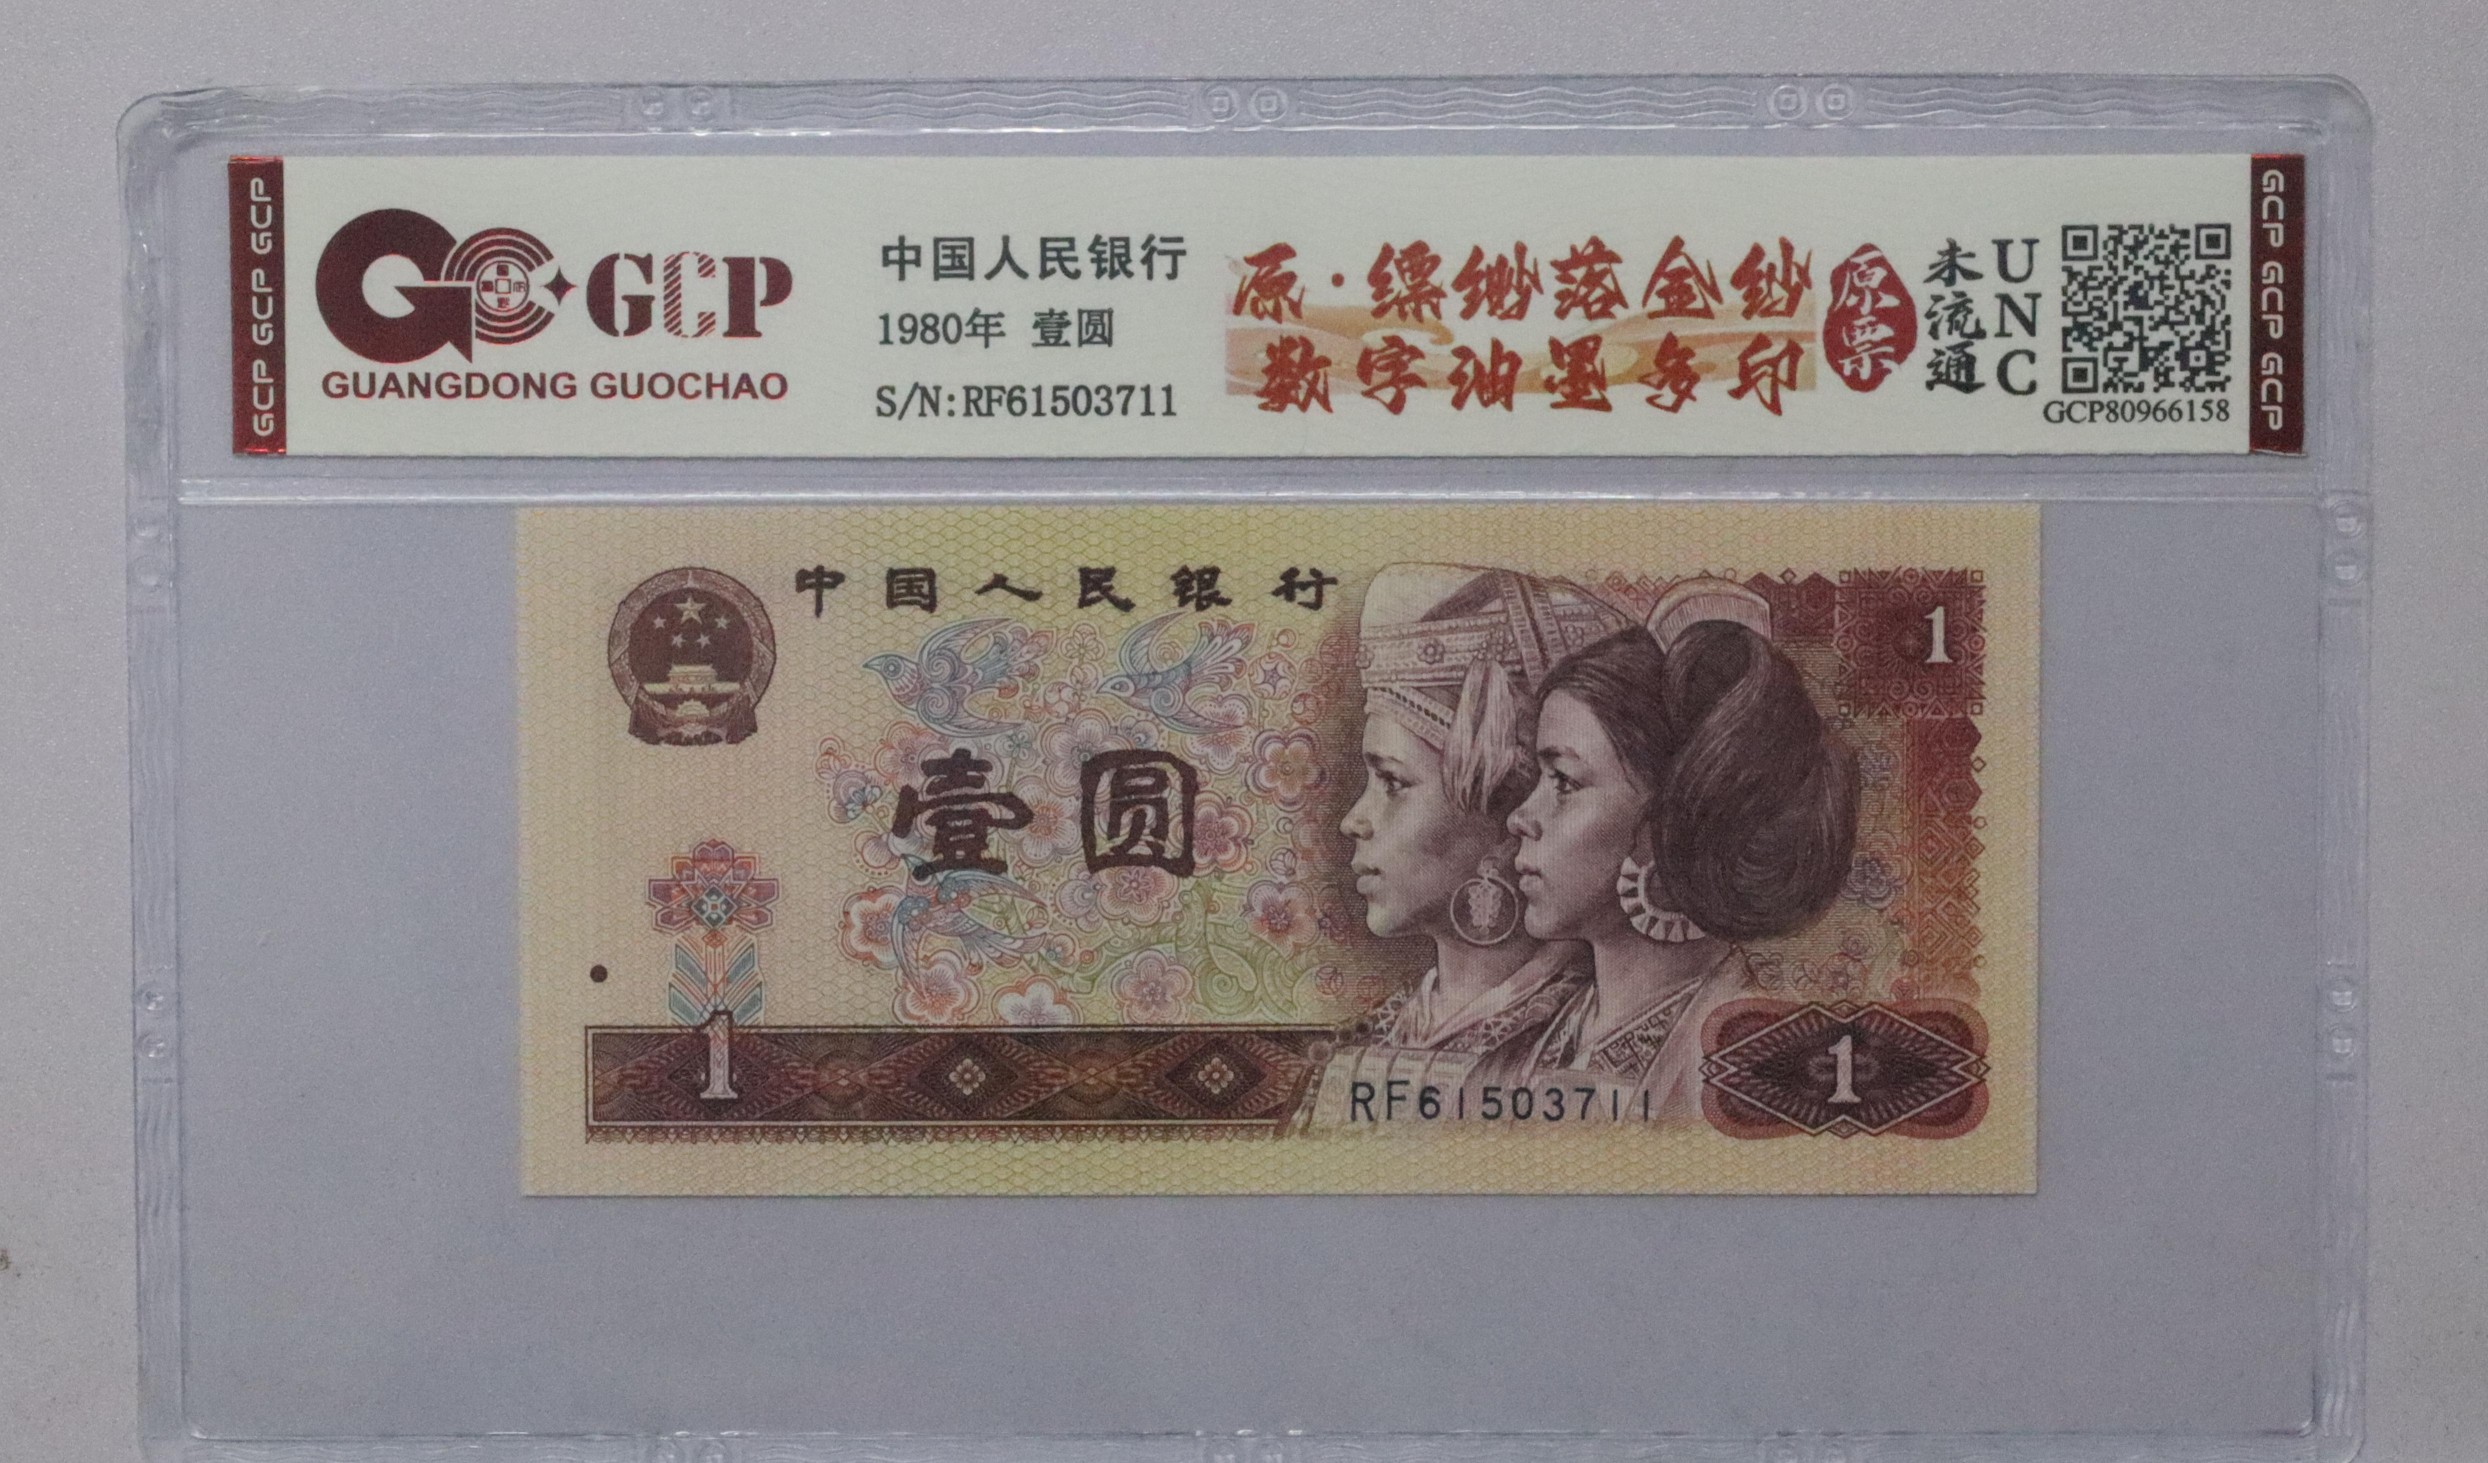 GCP GCP GCP
GCP
GUANGDONG GUOCHAO
中国人民银行
1980年 壹圆
S/N:RF61503711
原·缥缈落金纱
数字油墨多印
原票
未流通
UNC
GCP80966158
GCP GCP GCP
中国人民银行
1
壹圆
1
RF61503711
1